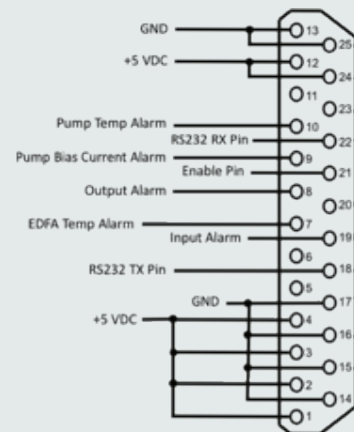 GND
13
25
+5 VDC
12
24
11
23
Pump Temp Alarm
10
RS232 RX Pin
22
Pump Bias Current Alarm
9
Enable Pin
21
Output Alarm
8
20
EDFA Temp Alarm
7
Input Alarm
19
6
RS232 TX Pin
18
5
GND
17
+5 VDC
4
16
3
15
2
14
1